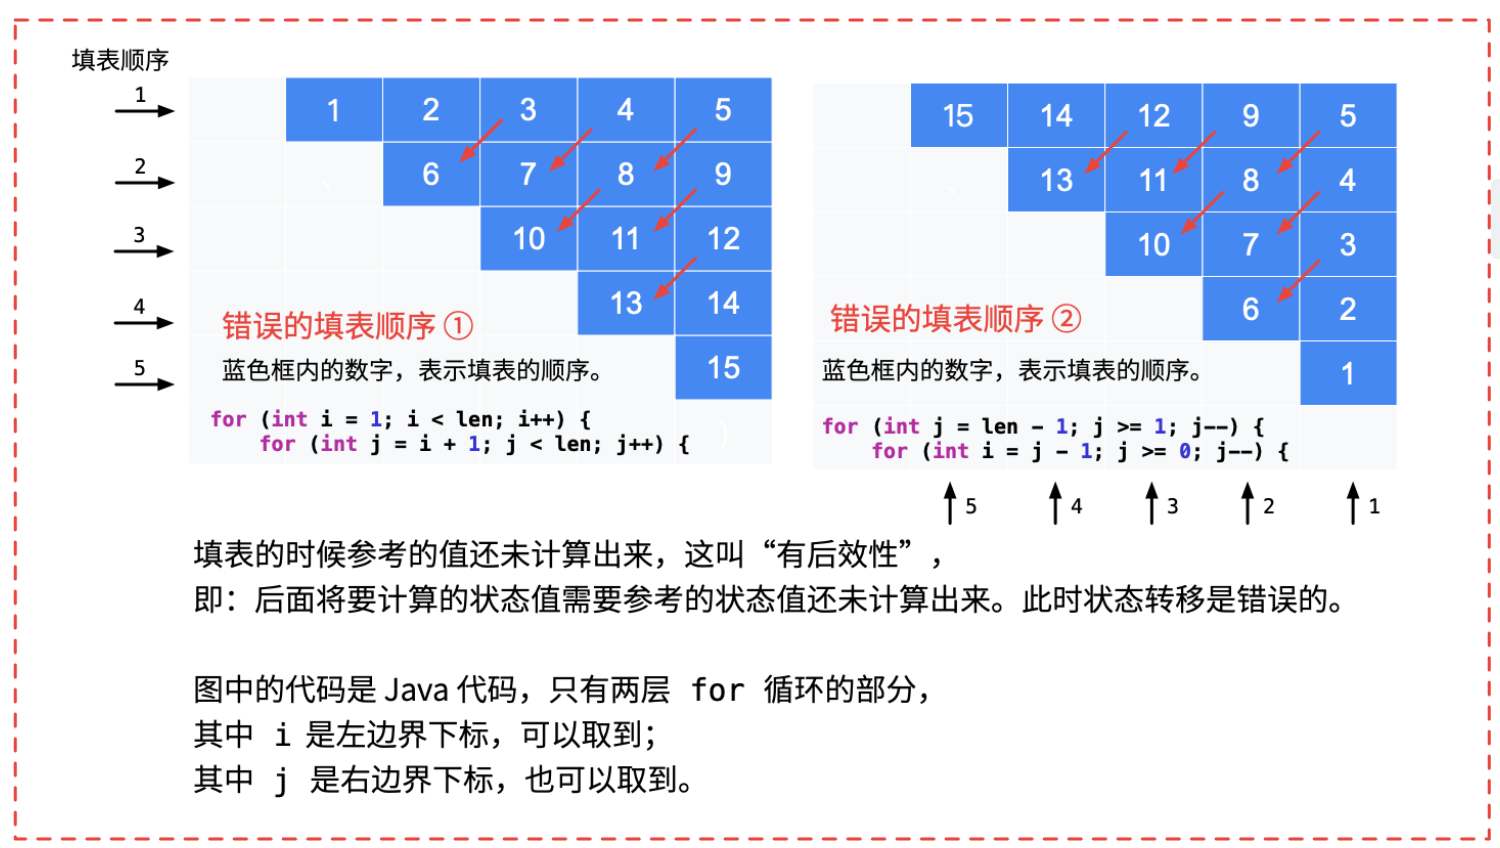 填表顺序
1
2
3
4
5
1 2 3 4 5
6 7 8 9
10 11 12
13 14
15
错误的填表顺序 ①
蓝色框内的数字，表示填表的顺序。
for (int i = 1; i < len; i++) {
for (int j = i + 1; j < len; j++) {
15 14 12 9 5
13 11 8 4
10 7 3
6 2
1
错误的填表顺序 ②
蓝色框内的数字，表示填表的顺序。
for (int j = len - 1; j >= 1; j--) {
for (int i = j - 1; j >= 0; j--) {
5 4 3 2 1
填表的时候参考的值还未计算出来，这叫“有后效性”，
即：后面将要计算的状态值需要参考的状态值还未计算出来。此时状态转移是错误的。
图中的代码是 Java 代码，只有两层 for 循环的部分，
其中 i 是左边界下标，可以取到；
其中 j 是右边界下标，也可以取到。